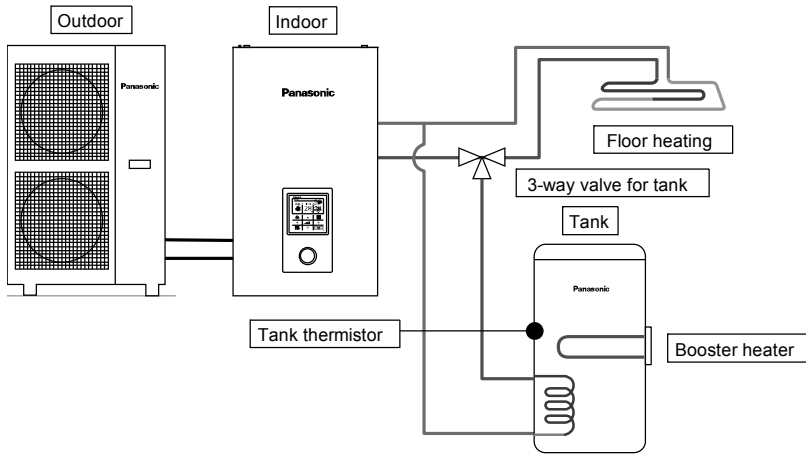 Outdoor
Indoor
Panasonic
Panasonic
Floor heating
3-way valve for tank
Tank
Panasonic
Tank thermistor
Booster heater